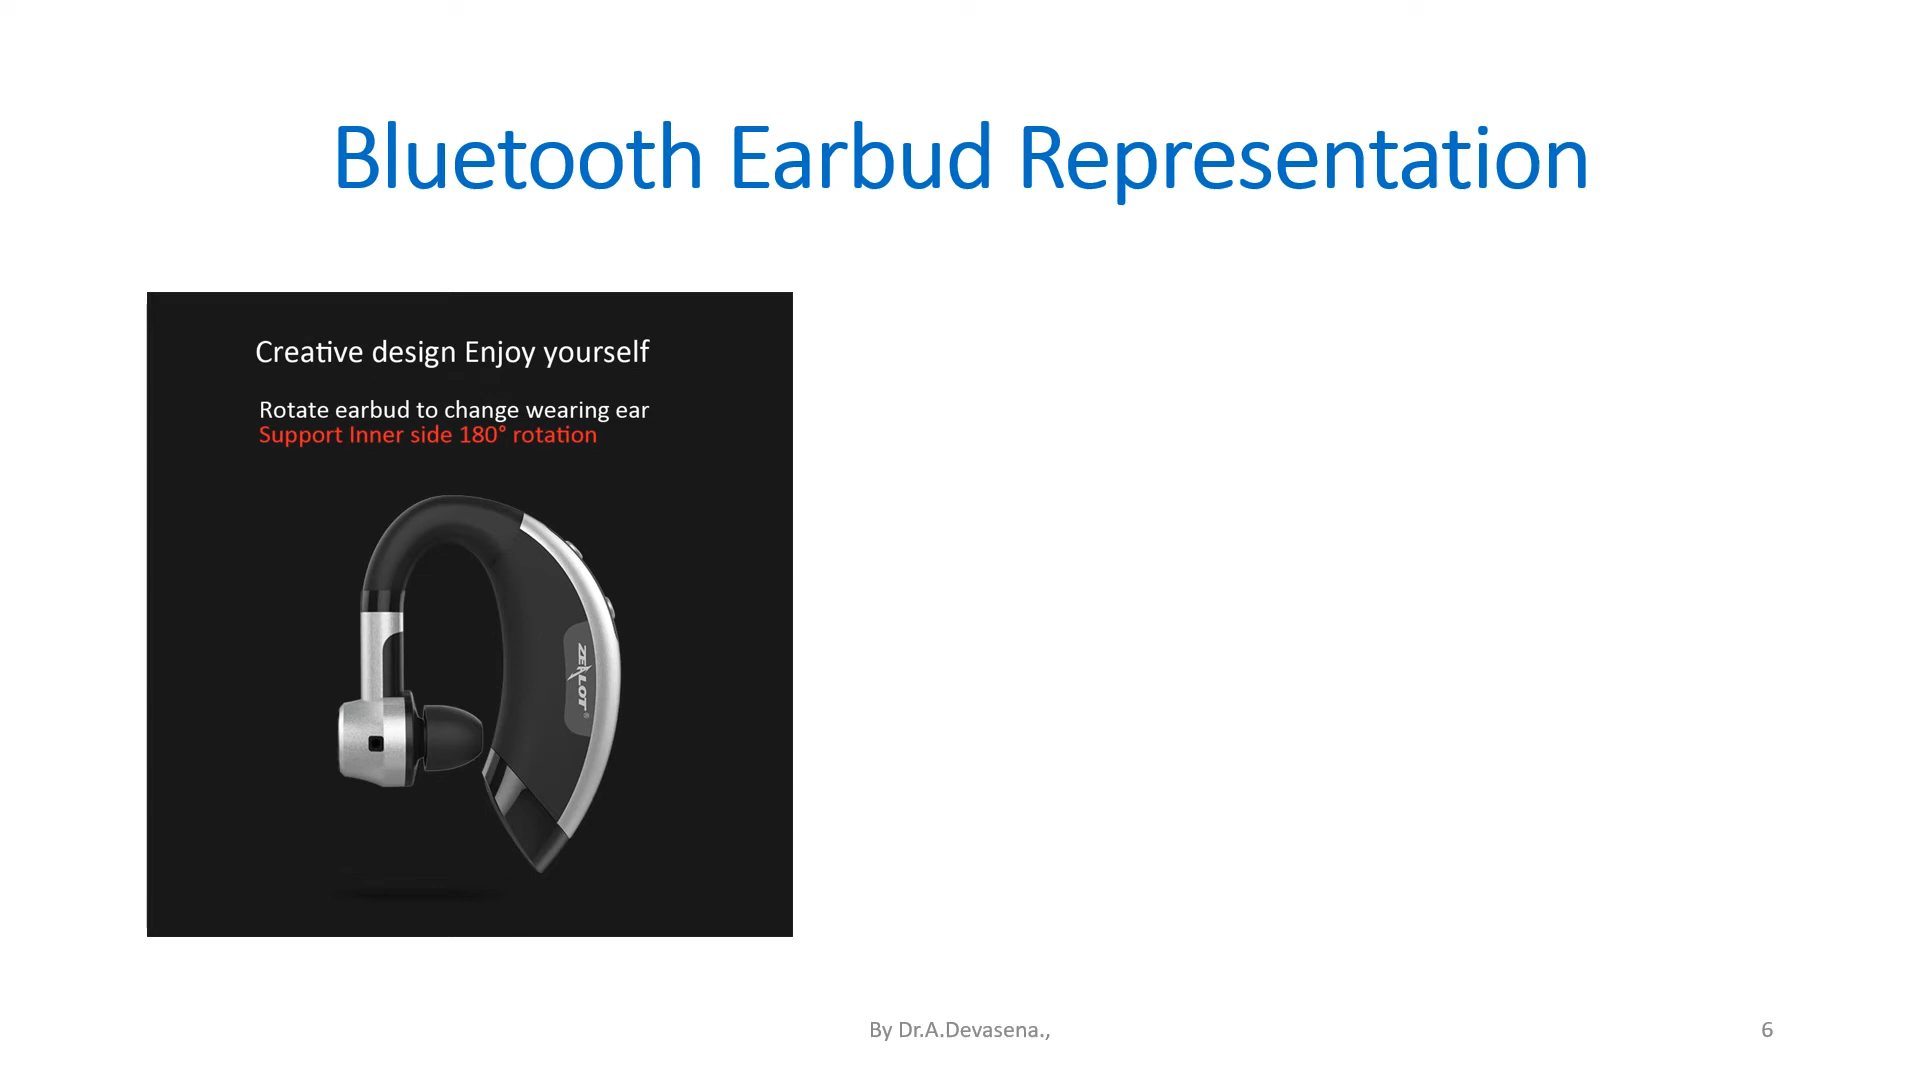 Bluetooth Earbud Representation
Creative design Enjoy yourself
Rotate earbud to change wearing ear
Support Inner side 180° rotation
ZEALOT®
By Dr.A.Devasena.,
6